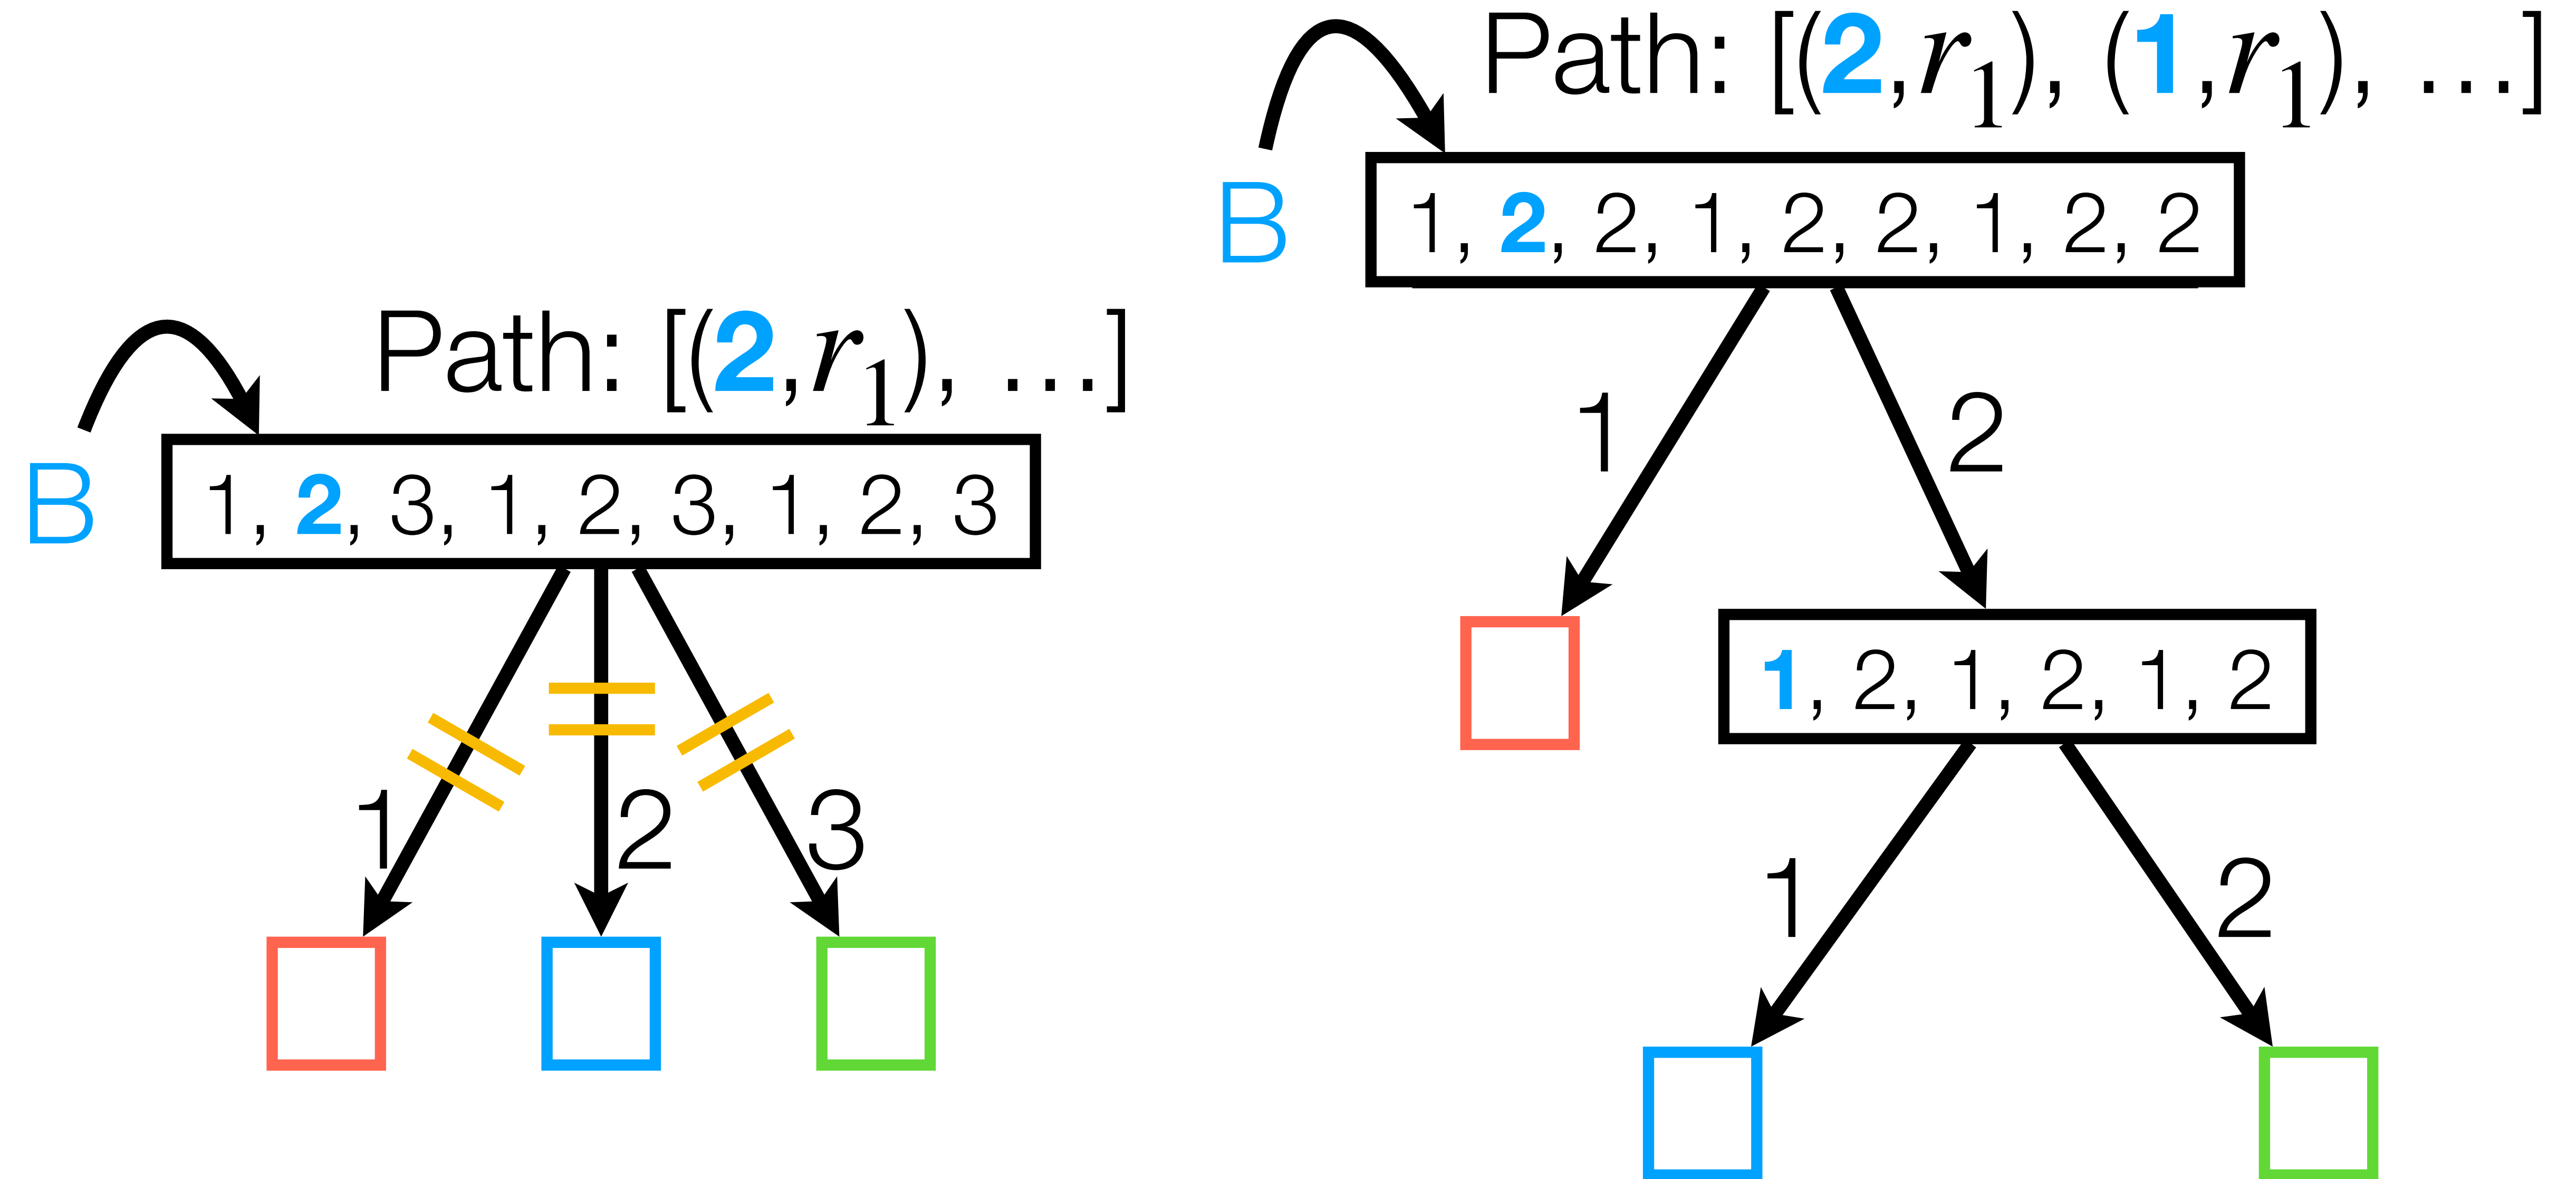 Path: [(2,r1), …]
B
1, 2, 3, 1, 2, 3, 1, 2, 3
1 2 3
Path: [(2,r1), (1,r1), …]
B
1, 2, 2, 1, 2, 2, 1, 2, 2
1 2
1, 2, 1, 2, 1, 2
1 2